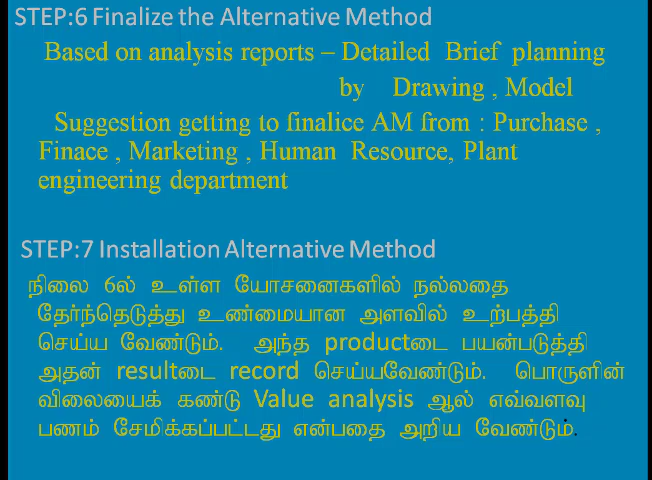 STEP:6 Finalize the Alternative Method
Based on analysis reports – Detailed Brief planning
by Drawing , Model
Suggestion getting to finalice AM from : Purchase ,
Finace , Marketing , Human Resource, Plant
engineering department
STEP:7 Installation Alternative Method
நிலை 6ல் உள்ள யோசனைகளில் நல்லதை
தேர்ந்தெடுத்து உண்மையான அளவில் உற்பத்தி
செய்ய வேண்டும். அந்த productடை பயன்படுத்தி
அதன் resultடை record செய்யவேண்டும். பொருளின்
விலையைக் கண்டு Value analysis ஆல் எவ்வளவு
பணம் சேமிக்கப்பட்டது என்பதை அறிய வேண்டும்.